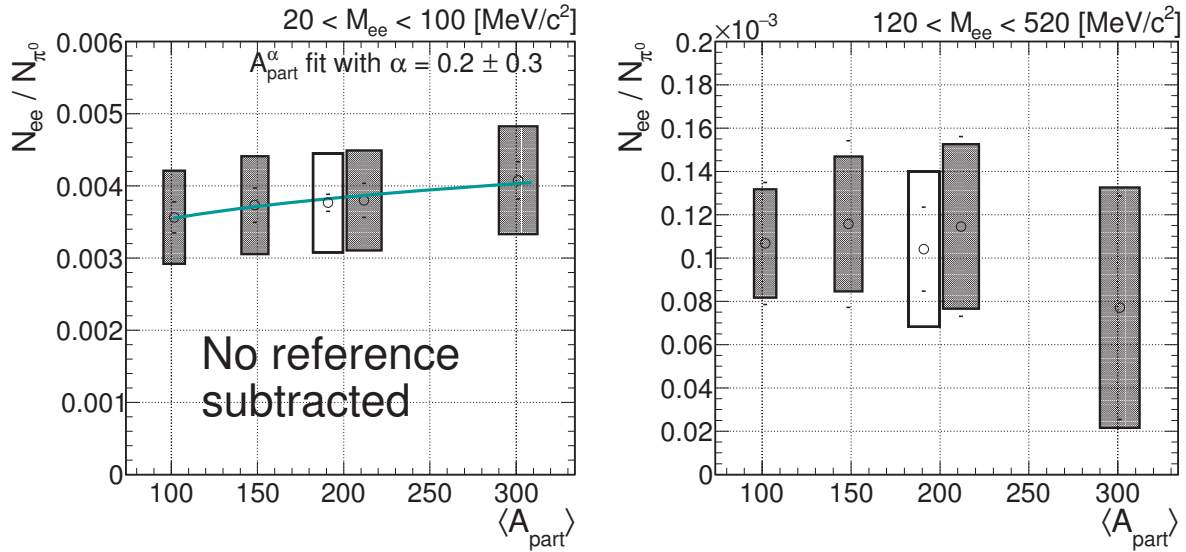 20 < M_ee < 100 [MeV/c²]
A_part^α fit with α = 0.2 ± 0.3
N_ee / N_π⁰
0.006
0.005
0.004
0.003
0.002
0.001
0
No reference
subtracted
100 150 200 250 300
⟨A_part⟩
120 < M_ee < 520 [MeV/c²]
×10⁻³
N_ee / N_π⁰
0.2
0.18
0.16
0.14
0.12
0.1
0.08
0.06
0.04
0.02
0
100 150 200 250 300
⟨A_part⟩